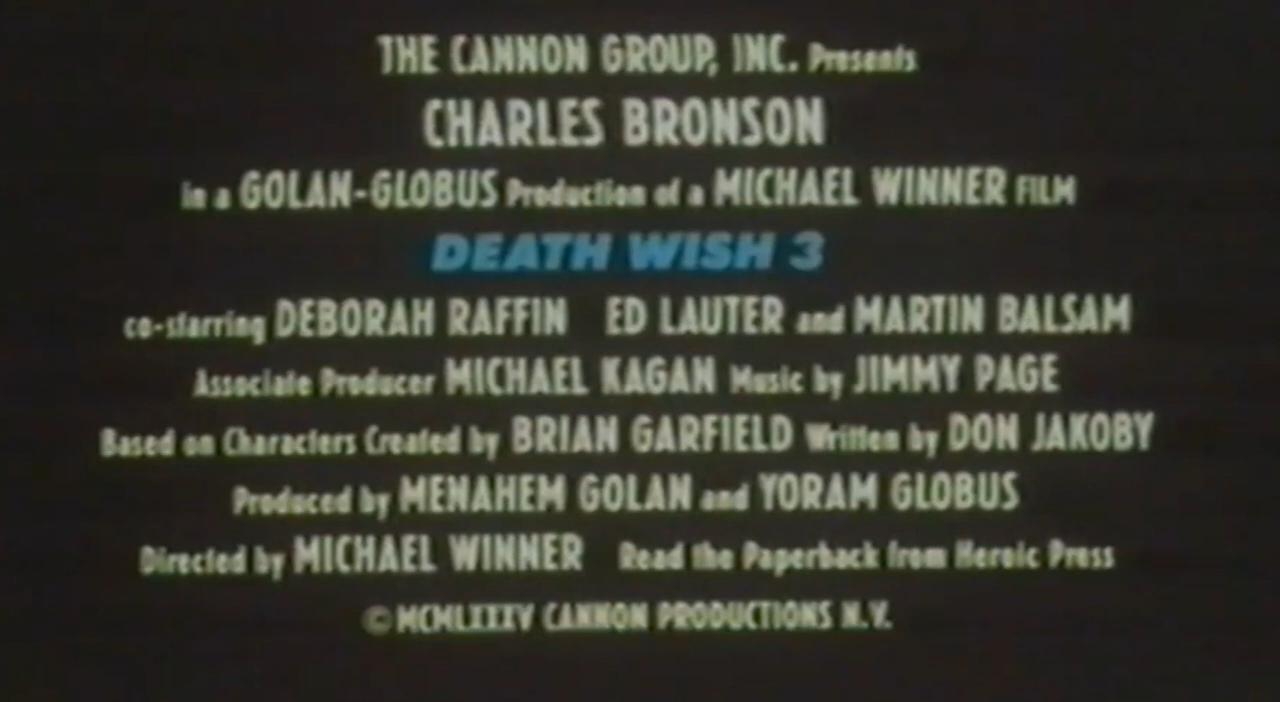 THE CANNON GROUP, INC. Presents
CHARLES BRONSON
in a GOLAN-GLOBUS Production of a MICHAEL WINNER FILM
DEATH WISH 3
co-starring DEBORAH RAFFIN ED LAUTER and MARTIN BALSAM
Associate Producer MICHAEL KAGAN Music by JIMMY PAGE
Based on Characters Created by BRIAN GARFIELD Written by DON JAKOBY
Produced by MENAHEM GOLAN and YORAM GLOBUS
Directed by MICHAEL WINNER Read the Paperback from Heroic Press
©MCMLXXXV CANNON PRODUCTIONS N.V.